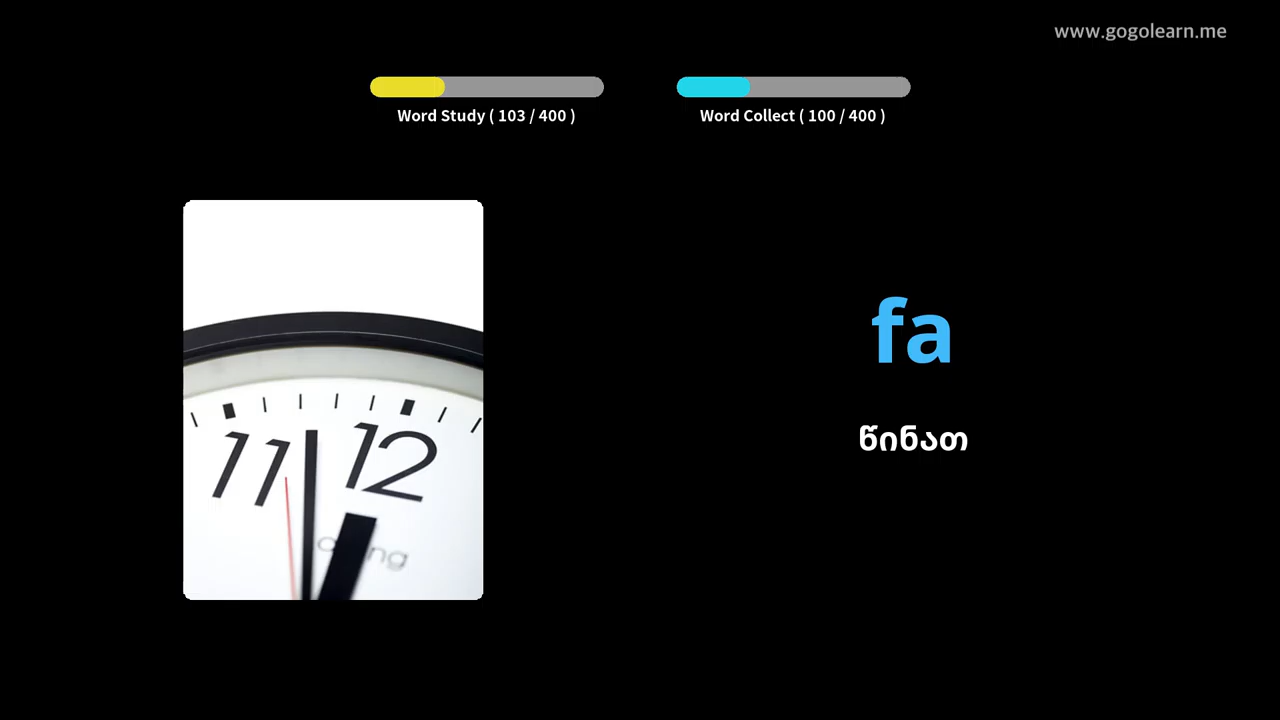 www.gogolearn.me
Word Study ( 103 / 400 )
Word Collect ( 100 / 400 )
fa
წინათ
11 12